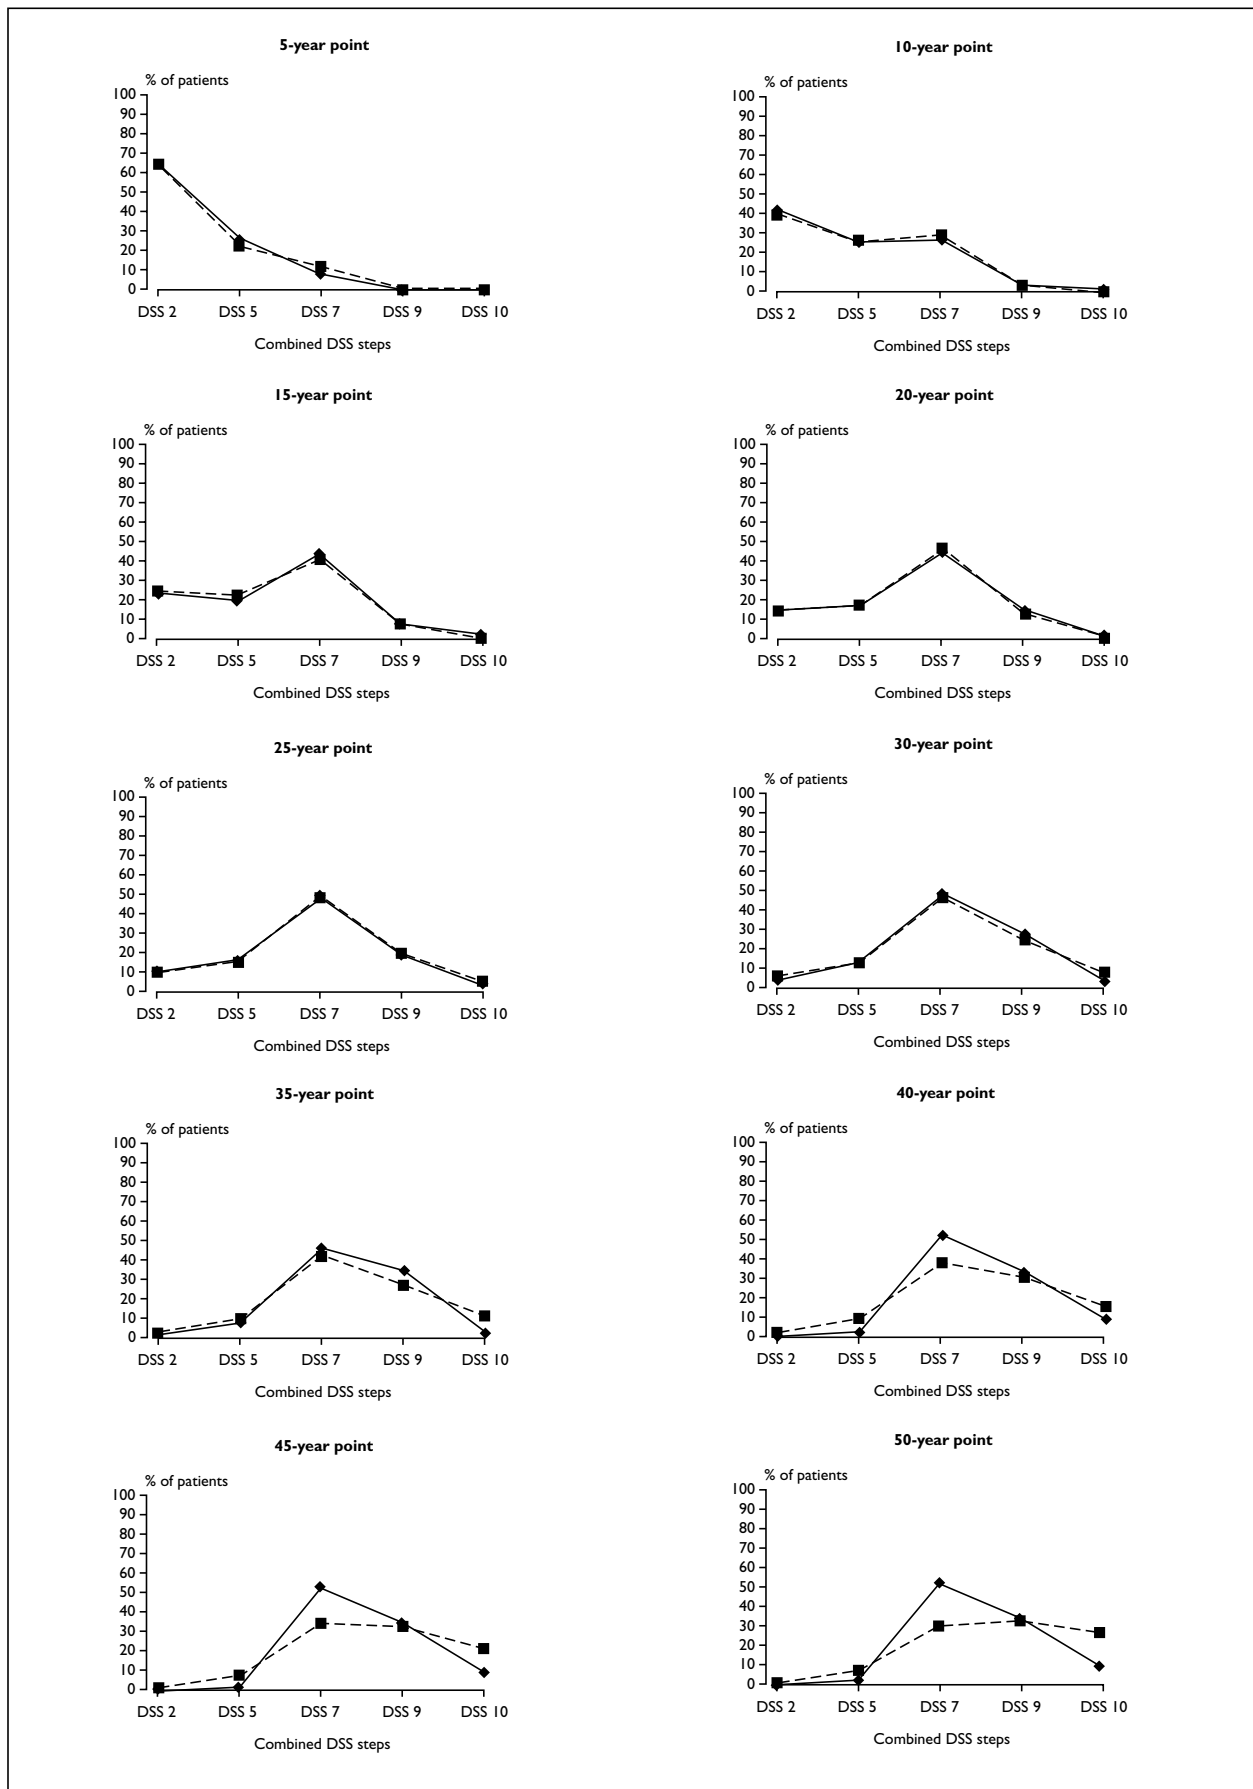 5-year point
% of patients
100
90
80
70
60
50
40
30
20
10
0
DSS 2 DSS 5 DSS 7 DSS 9 DSS 10
Combined DSS steps
10-year point
% of patients
100
90
80
70
60
50
40
30
20
10
0
DSS 2 DSS 5 DSS 7 DSS 9 DSS 10
Combined DSS steps
15-year point
% of patients
100
90
80
70
60
50
40
30
20
10
0
DSS 2 DSS 5 DSS 7 DSS 9 DSS 10
Combined DSS steps
20-year point
% of patients
100
90
80
70
60
50
40
30
20
10
0
DSS 2 DSS 5 DSS 7 DSS 9 DSS 10
Combined DSS steps
25-year point
% of patients
100
90
80
70
60
50
40
30
20
10
0
DSS 2 DSS 5 DSS 7 DSS 9 DSS 10
Combined DSS steps
30-year point
% of patients
100
90
80
70
60
50
40
30
20
10
0
DSS 2 DSS 5 DSS 7 DSS 9 DSS 10
Combined DSS steps
35-year point
% of patients
100
90
80
70
60
50
40
30
20
10
0
DSS 2 DSS 5 DSS 7 DSS 9 DSS 10
Combined DSS steps
40-year point
% of patients
100
90
80
70
60
50
40
30
20
10
0
DSS 2 DSS 5 DSS 7 DSS 9 DSS 10
Combined DSS steps
45-year point
% of patients
100
90
80
70
60
50
40
30
20
10
0
DSS 2 DSS 5 DSS 7 DSS 9 DSS 10
Combined DSS steps
50-year point
% of patients
100
90
80
70
60
50
40
30
20
10
0
DSS 2 DSS 5 DSS 7 DSS 9 DSS 10
Combined DSS steps